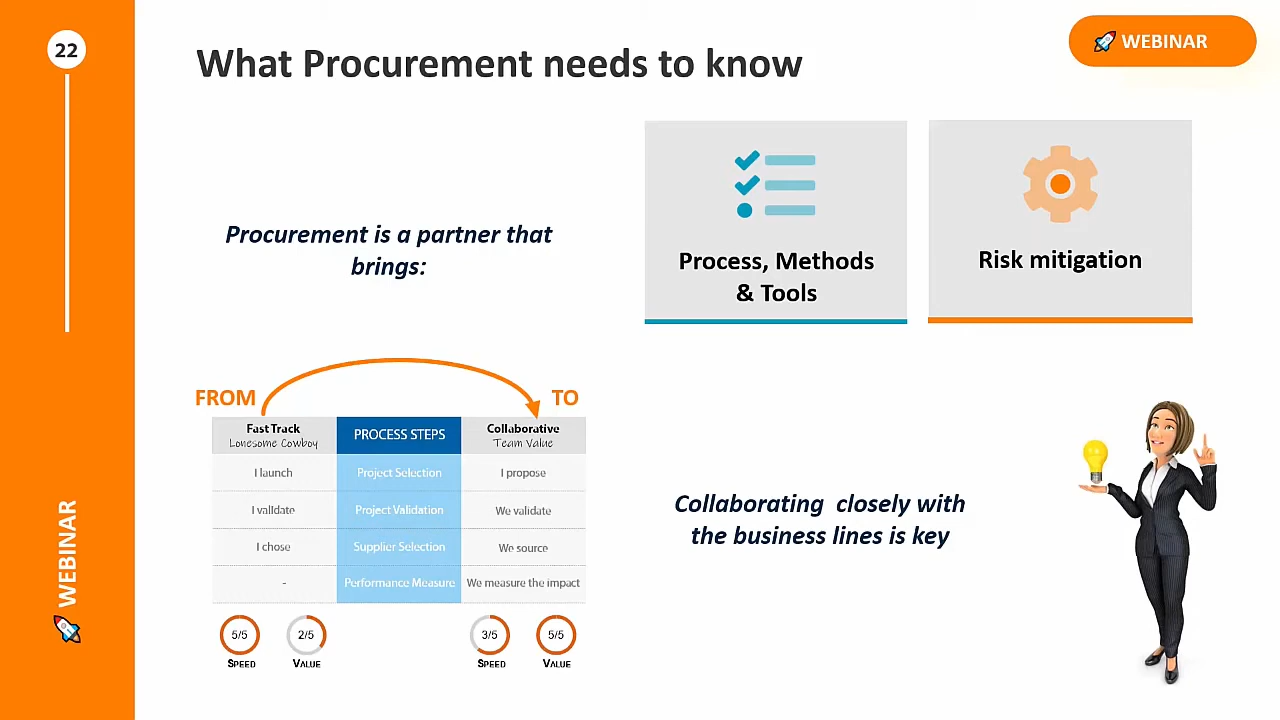 22
What Procurement needs to know
WEBINAR
Procurement is a partner that
brings:
Process, Methods
& Tools
Risk mitigation
FROM
TO
Fast Track
Lonesome Cowboy
PROCESS STEPS
Collaborative
Team Value
I launch
Project Selection
I propose
I validate
Project Validation
We validate
I chose
Supplier Selection
We source
-
Performance Measure
We measure the impact
5/5
2/5
3/5
5/5
SPEED
VALUE
SPEED
VALUE
Collaborating closely with
the business lines is key
WEBINAR